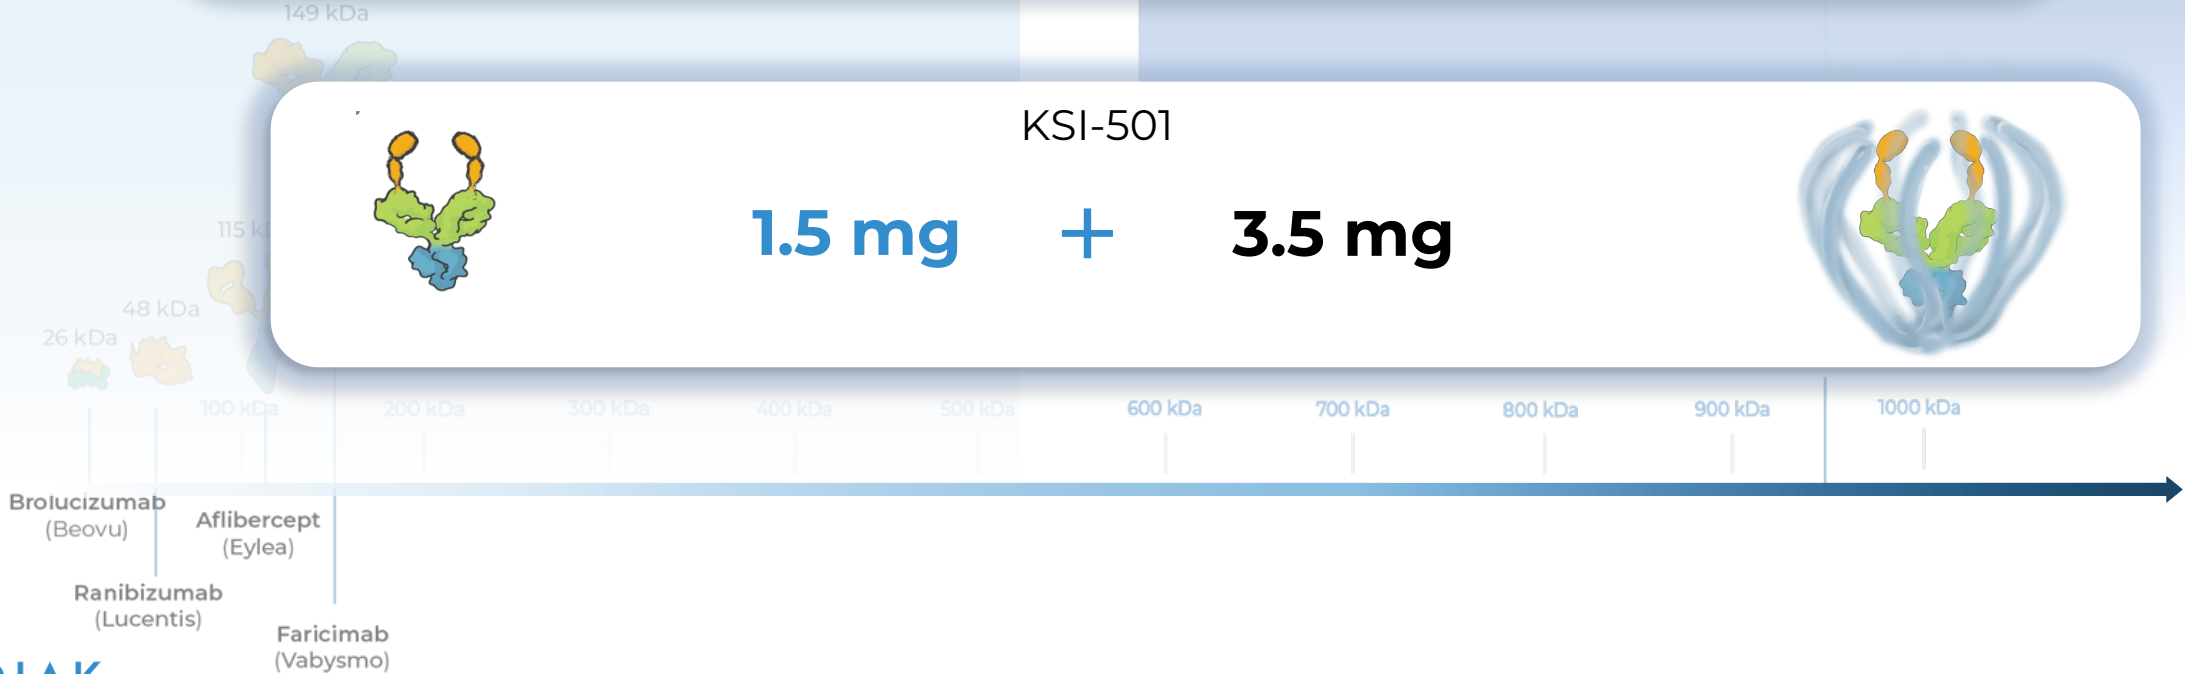 149 kDa
KSI-501
1.5 mg + 3.5 mg
115 k
48 kDa
26 kDa
100 kDa 200 kDa 300 kDa 400 kDa 500 kDa 600 kDa 700 kDa 800 kDa 900 kDa 1000 kDa
Brolucizumab
(Beovu)
Aflibercept
(Eylea)
Ranibizumab
(Lucentis)
Faricimab
(Vabysmo)